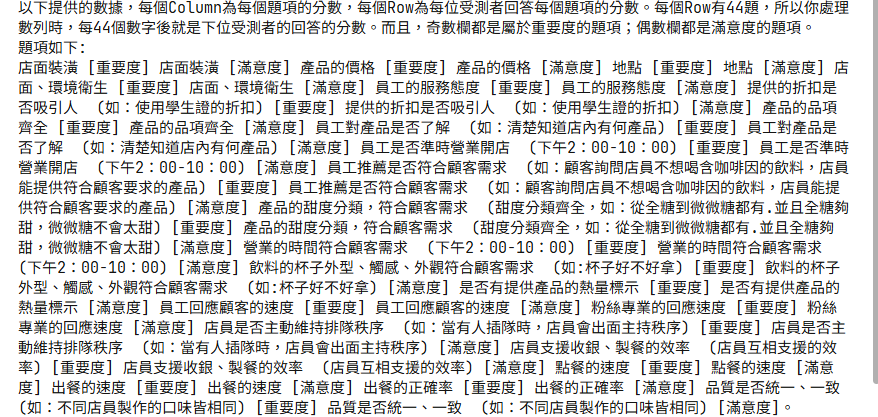 以下提供的數據，每個Column為每個題項的分數，每個Row為每位受測者回答每個題項的分數。每個Row有44題，所以你處理
數列時，每44個數字後就是下位受測者的回答的分數。而且，奇數欄都是屬於重要度的題項；偶數欄都是滿意度的題項。
題項如下:
店面裝潢 [重要度] 店面裝潢 [滿意度] 產品的價格 [重要度] 產品的價格 [滿意度] 地點 [重要度] 地點 [滿意度] 店
面、環境衛生 [重要度] 店面、環境衛生 [滿意度] 員工的服務態度 [重要度] 員工的服務態度 [滿意度] 提供的折扣是
否吸引人 (如：使用學生證的折扣) [重要度] 提供的折扣是否吸引人 (如：使用學生證的折扣) [滿意度] 產品的品項
齊全 [重要度] 產品的品項齊全 [滿意度] 員工對產品是否了解 (如：清楚知道店內有何產品) [重要度] 員工對產品是
否了解 (如：清楚知道店內有何產品) [滿意度] 員工是否準時營業開店 (下午2：00-10：00) [重要度] 員工是否準時
營業開店 (下午2：00-10：00) [滿意度] 員工推薦是否符合顧客需求 (如：顧客詢問店員不想喝含咖啡因的飲料，店員
能提供符合顧客要求的產品) [重要度] 員工推薦是否符合顧客需求 (如：顧客詢問店員不想喝含咖啡因的飲料，店員能提
供符合顧客要求的產品) [滿意度] 產品的甜度分類，符合顧客需求 (甜度分類齊全，如：從全糖到微微糖都有.並且全糖夠
甜，微微糖不會太甜) [重要度] 產品的甜度分類，符合顧客需求 (甜度分類齊全，如：從全糖到微微糖都有.並且全糖夠
甜，微微糖不會太甜) [滿意度] 營業的時間符合顧客需求 (下午2：00-10：00) [重要度] 營業的時間符合顧客需求
(下午2：00-10：00) [滿意度] 飲料的杯子外型、觸感、外觀符合顧客需求 (如:杯子好不好拿) [重要度] 飲料的杯子
外型、觸感、外觀符合顧客需求 (如:杯子好不好拿) [滿意度] 是否有提供產品的熱量標示 [重要度] 是否有提供產品的
熱量標示 [滿意度] 員工回應顧客的速度 [重要度] 員工回應顧客的速度 [滿意度] 粉絲專業的回應速度 [重要度] 粉絲
專業的回應速度 [滿意度] 店員是否主動維持排隊秩序 (如：當有人插隊時，店員會出面主持秩序) [重要度] 店員是否主
動維持排隊秩序 (如：當有人插隊時，店員會出面主持秩序) [滿意度] 店員支援收銀、製餐的效率 (店員互相支援的效
率) [重要度] 店員支援收銀、製餐的效率 (店員互相支援的效率) [滿意度] 點餐的速度 [重要度] 點餐的速度 [滿意
度] 出餐的速度 [重要度] 出餐的速度 [滿意度] 出餐的正確率 [重要度] 出餐的正確率 [滿意度] 品質是否統一、一致
(如：不同店員製作的口味皆相同) [重要度] 品質是否統一、一致 (如：不同店員製作的口味皆相同) [滿意度]。